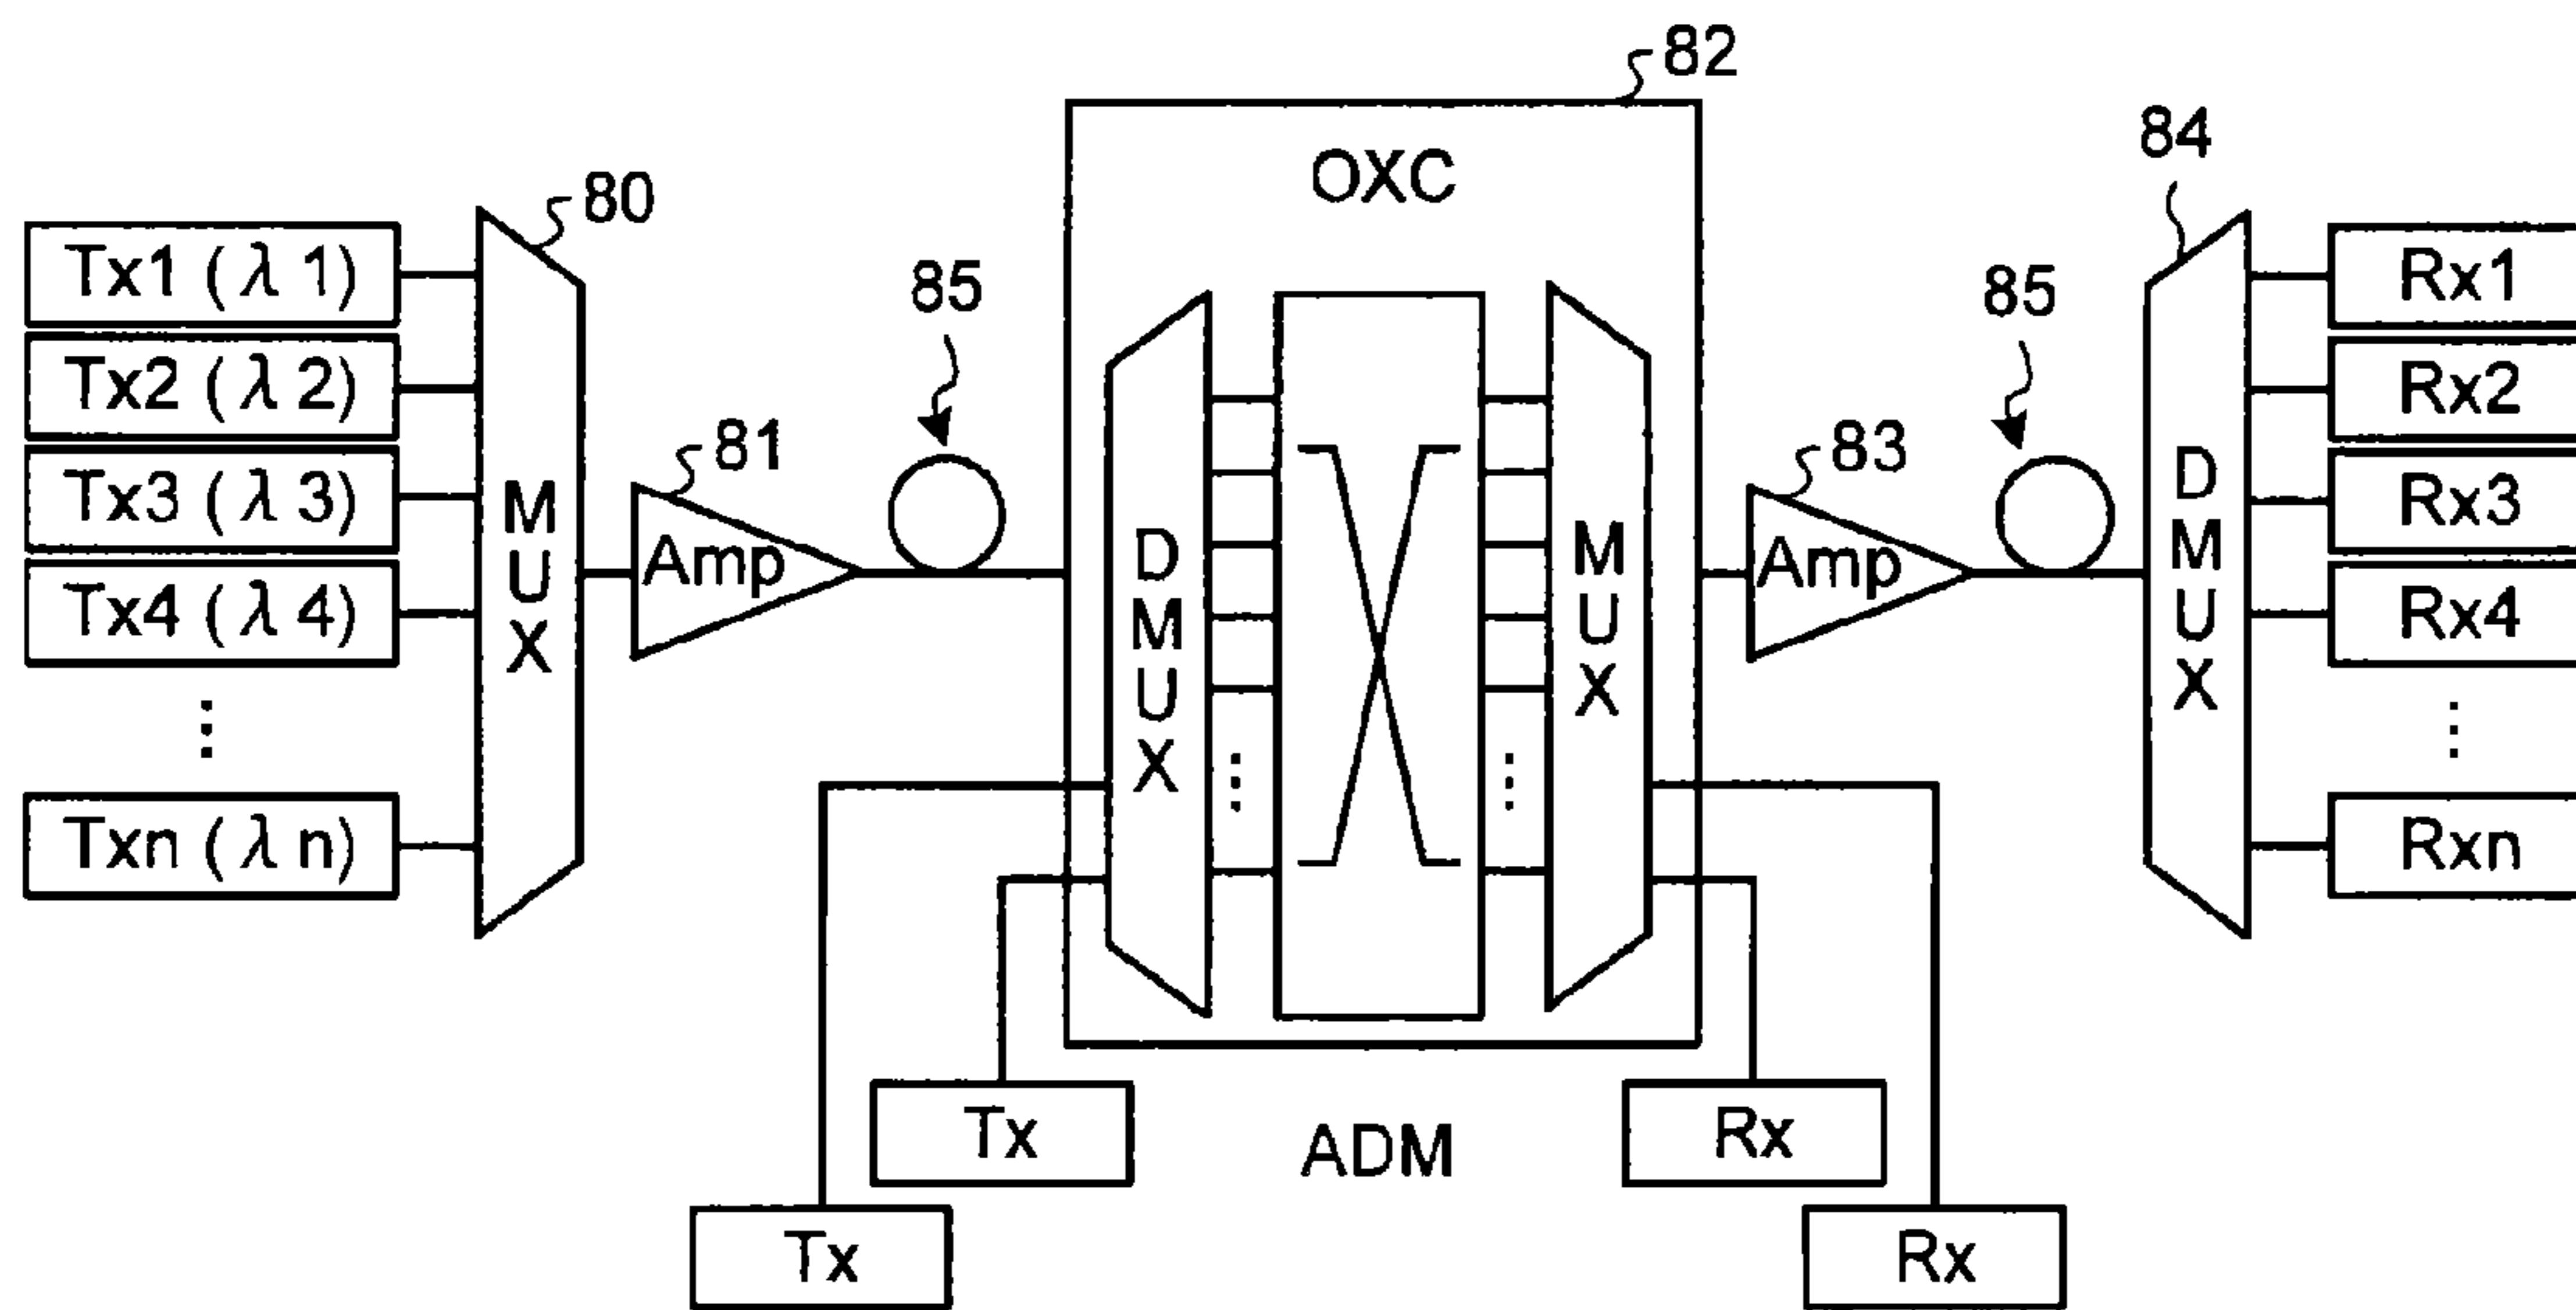 82
OXC
84
80
Tx1 (λ1)
Tx2 (λ2)
Tx3 (λ3)
Tx4 (λ4)
⋮
Txn (λn)
MUX
81
Amp
85
DMUX
⋮
⋮
MUX
83
Amp
85
DMUX
Rx1
Rx2
Rx3
Rx4
⋮
Rxn
Tx
ADM
Rx
Tx
Rx